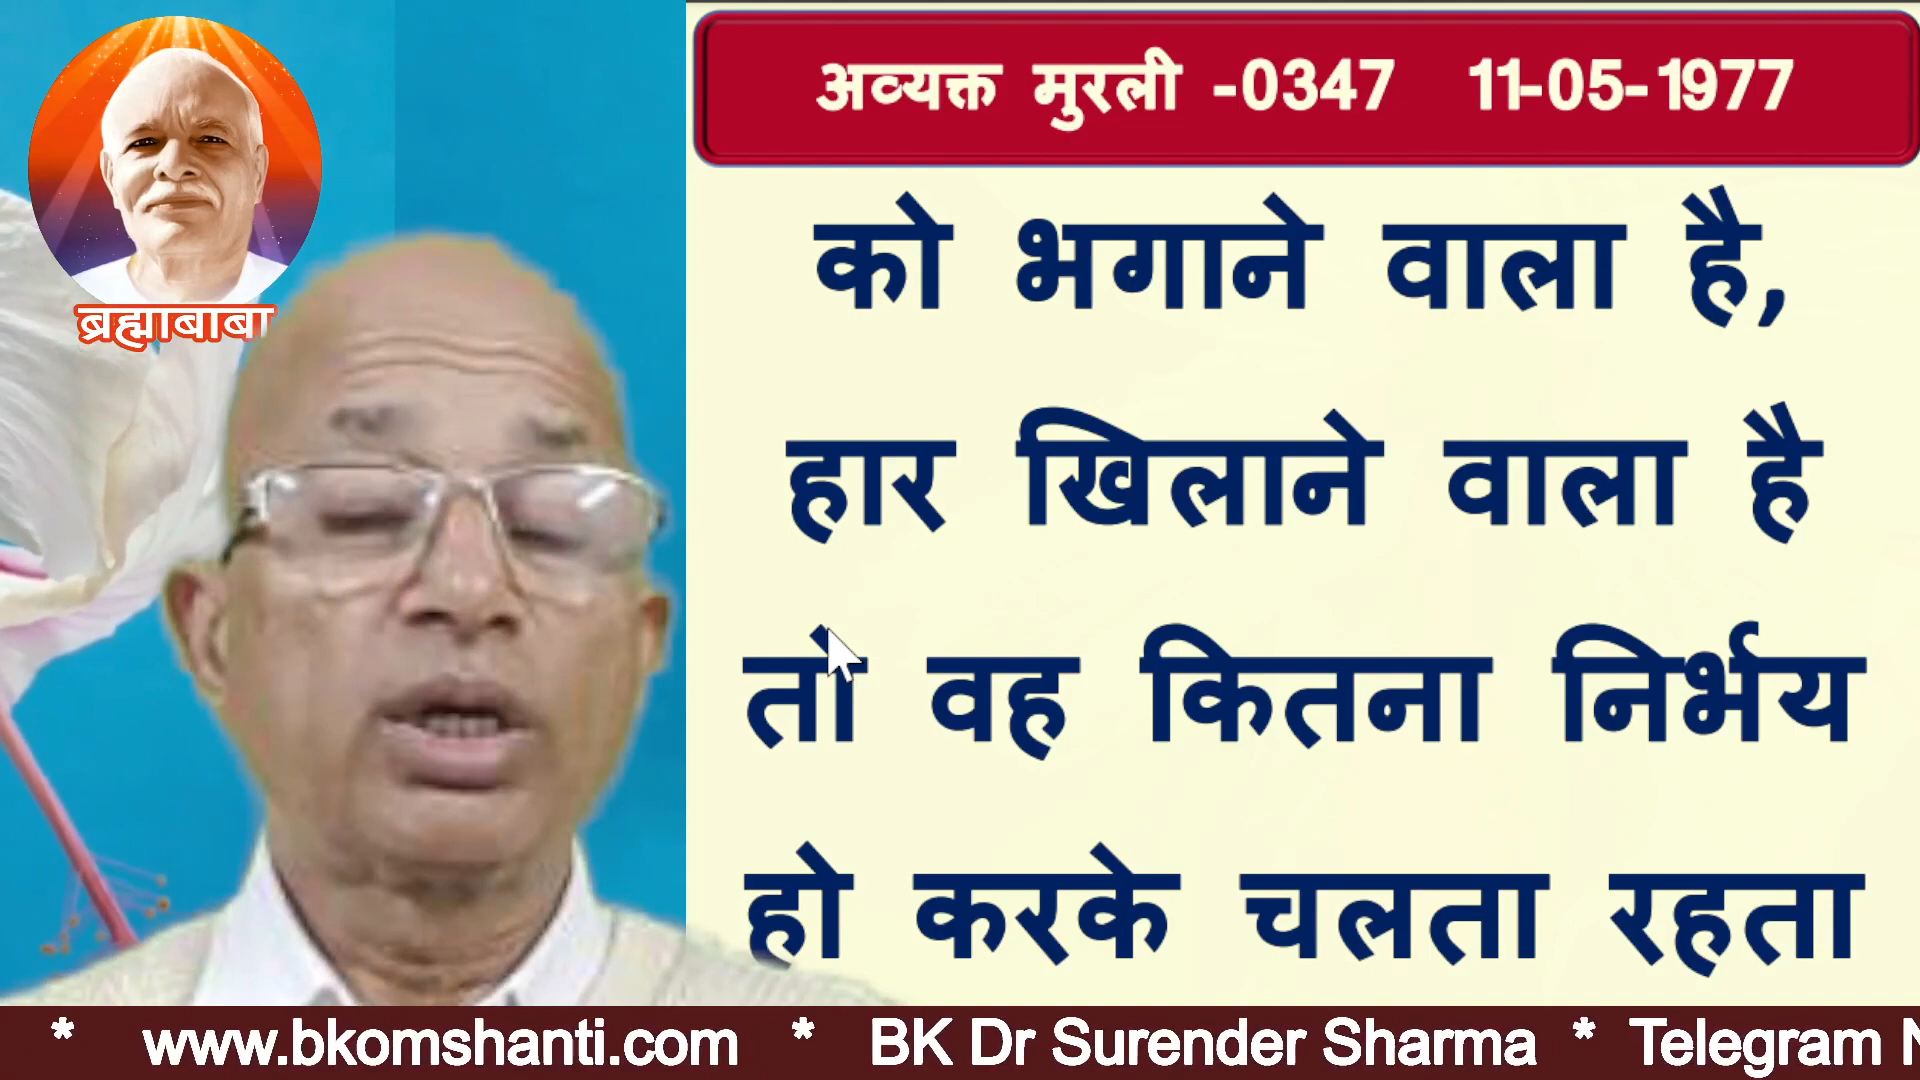 ब्रह्माबाबा
अव्यक्त मुरली -0347 11-05-1977
को भगाने वाला है,
हार खिलाने वाला है
तो वह कितना निर्भय
हो करके चलता रहता
* www.bkomshanti.com * BK Dr Surender Sharma * Telegram N